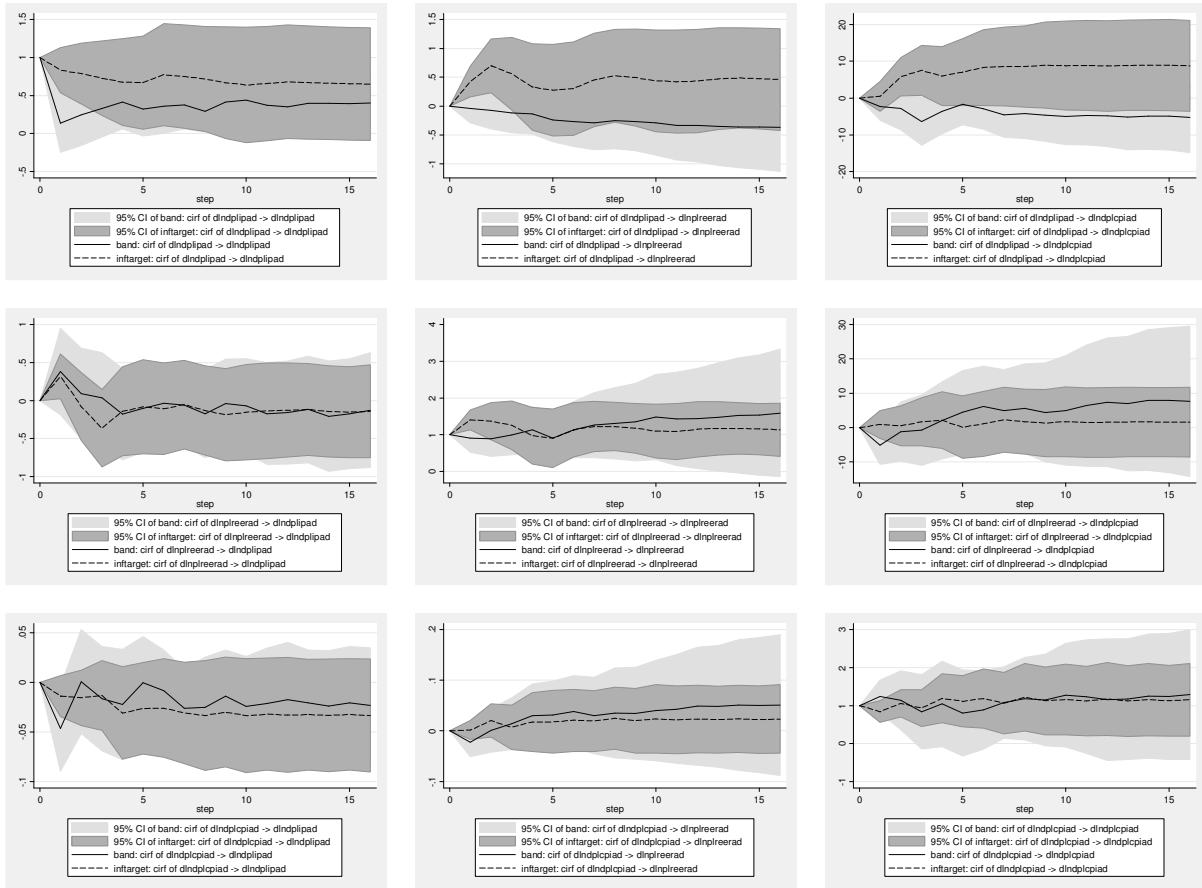 1.5
1
.5
0
-.5
0 5 10 15
step
95% CI of band: cirf of dlndplipad -> dlndplipad
95% CI of inftarget: cirf of dlndplipad -> dlndplipad
band: cirf of dlndplipad -> dlndplipad
inftarget: cirf of dlndplipad -> dlndplipad
1.5
1
.5
0
-.5
-1
0 5 10 15
step
95% CI of band: cirf of dlndplipad -> dlnplreerad
95% CI of inftarget: cirf of dlndplipad -> dlnplreerad
band: cirf of dlndplipad -> dlnplreerad
inftarget: cirf of dlndplipad -> dlnplreerad
20
10
0
-10
-20
0 5 10 15
step
95% CI of band: cirf of dlndplipad -> dlndplcpiad
95% CI of inftarget: cirf of dlndplipad -> dlndplcpiad
band: cirf of dlndplipad -> dlndplcpiad
inftarget: cirf of dlndplipad -> dlndplcpiad
1
.5
0
-.5
-1
0 5 10 15
step
95% CI of band: cirf of dlnplreerad -> dlndplipad
95% CI of inftarget: cirf of dlnplreerad -> dlndplipad
band: cirf of dlnplreerad -> dlndplipad
inftarget: cirf of dlnplreerad -> dlndplipad
4
3
2
1
0
0 5 10 15
step
95% CI of band: cirf of dlnplreerad -> dlnplreerad
95% CI of inftarget: cirf of dlnplreerad -> dlnplreerad
band: cirf of dlnplreerad -> dlnplreerad
inftarget: cirf of dlnplreerad -> dlnplreerad
30
20
10
0
-10
0 5 10 15
step
95% CI of band: cirf of dlnplreerad -> dlndplcpiad
95% CI of inftarget: cirf of dlnplreerad -> dlndplcpiad
band: cirf of dlnplreerad -> dlndplcpiad
inftarget: cirf of dlnplreerad -> dlndplcpiad
.05
0
-.05
-.1
0 5 10 15
step
95% CI of band: cirf of dlndplcpiad -> dlndplipad
95% CI of inftarget: cirf of dlndplcpiad -> dlndplipad
band: cirf of dlndplcpiad -> dlndplipad
inftarget: cirf of dlndplcpiad -> dlndplipad
.2
.1
0
-.1
0 5 10 15
step
95% CI of band: cirf of dlndplcpiad -> dlnplreerad
95% CI of inftarget: cirf of dlndplcpiad -> dlnplreerad
band: cirf of dlndplcpiad -> dlnplreerad
inftarget: cirf of dlndplcpiad -> dlnplreerad
3
2
1
0
-1
0 5 10 15
step
95% CI of band: cirf of dlndplcpiad -> dlndplcpiad
95% CI of inftarget: cirf of dlndplcpiad -> dlndplcpiad
band: cirf of dlndplcpiad -> dlndplcpiad
inftarget: cirf of dlndplcpiad -> dlndplcpiad